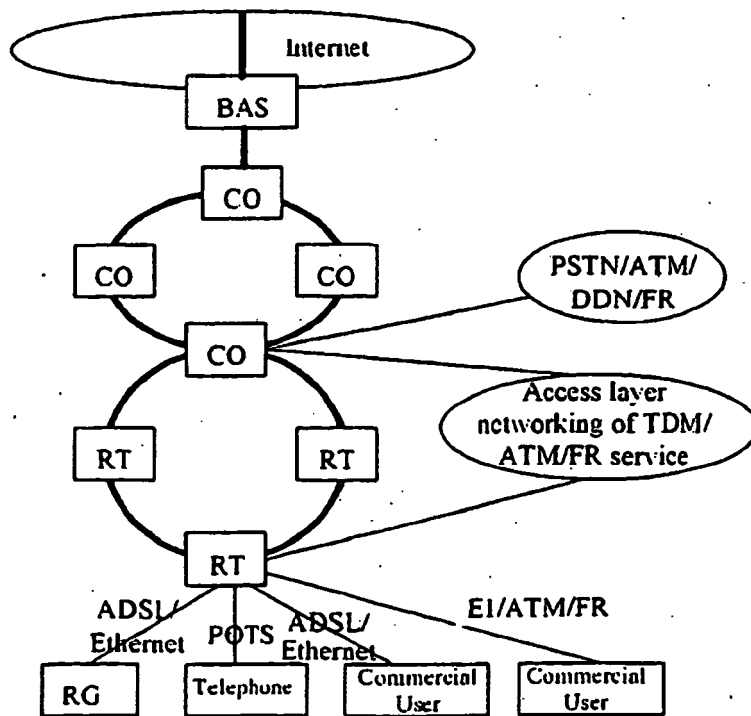 Internet
BAS
CO
CO
CO
PSTN/ATM/
DDN/FR
CO
Access layer
networking of TDM/
ATM/FR service
RT
RT
RT
ADSL/
Ethernet
POTS
ADSL/
Ethernet
E1/ATM/FR
RG
Telephone
Commercial
User
Commercial
User